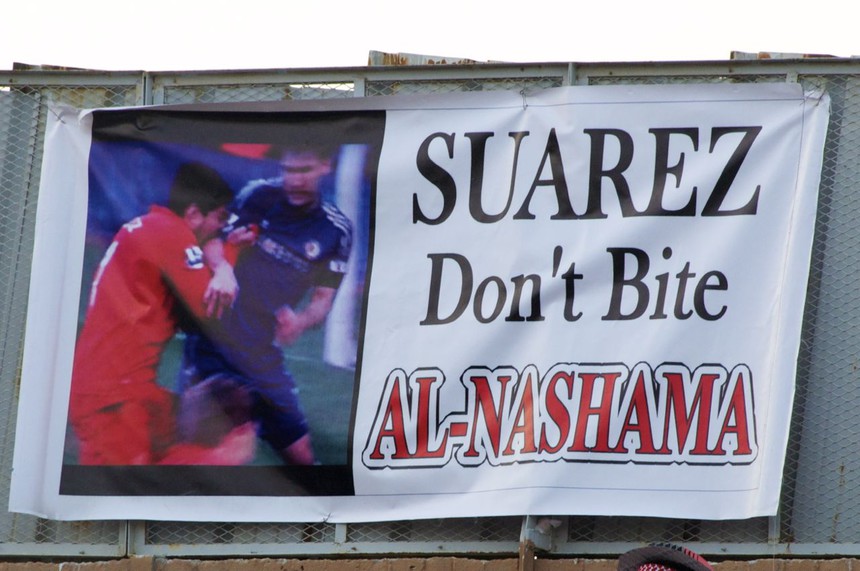 SUAREZ
Don't Bite
AL-NASHAMA